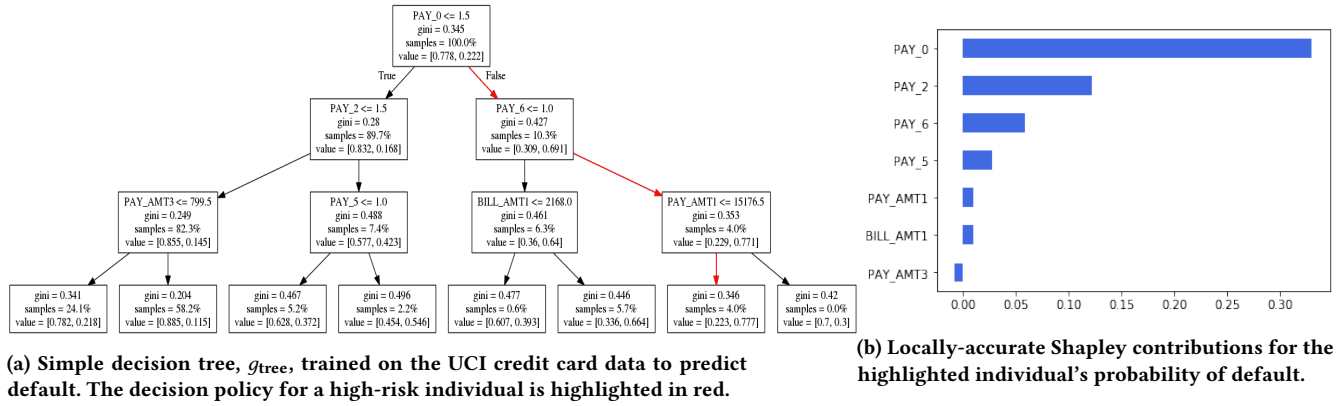 PAY_0 <= 1.5
gini = 0.345
samples = 100.0%
value = [0.778, 0.222]
True
False
PAY_2 <= 1.5
gini = 0.28
samples = 89.7%
value = [0.832, 0.168]
PAY_6 <= 1.0
gini = 0.427
samples = 10.3%
value = [0.309, 0.691]
PAY_AMT3 <= 799.5
gini = 0.249
samples = 82.3%
value = [0.855, 0.145]
PAY_5 <= 1.0
gini = 0.488
samples = 7.4%
value = [0.577, 0.423]
BILL_AMT1 <= 2168.0
gini = 0.461
samples = 6.3%
value = [0.36, 0.64]
PAY_AMT1 <= 15176.5
gini = 0.353
samples = 4.0%
value = [0.229, 0.771]
gini = 0.341
samples = 24.1%
value = [0.782, 0.218]
gini = 0.204
samples = 58.2%
value = [0.885, 0.115]
gini = 0.467
samples = 5.2%
value = [0.628, 0.372]
gini = 0.496
samples = 2.2%
value = [0.454, 0.546]
gini = 0.477
samples = 0.6%
value = [0.607, 0.393]
gini = 0.446
samples = 5.7%
value = [0.336, 0.664]
gini = 0.346
samples = 4.0%
value = [0.223, 0.777]
gini = 0.42
samples = 0.0%
value = [0.7, 0.3]
(a) Simple decision tree, gtree, trained on the UCI credit card data to predict
default. The decision policy for a high-risk individual is highlighted in red.
PAY_0
PAY_2
PAY_6
PAY_5
PAY_AMT1
BILL_AMT1
PAY_AMT3
0.00 0.05 0.10 0.15 0.20 0.25 0.30
(b) Locally-accurate Shapley contributions for the
highlighted individual's probability of default.